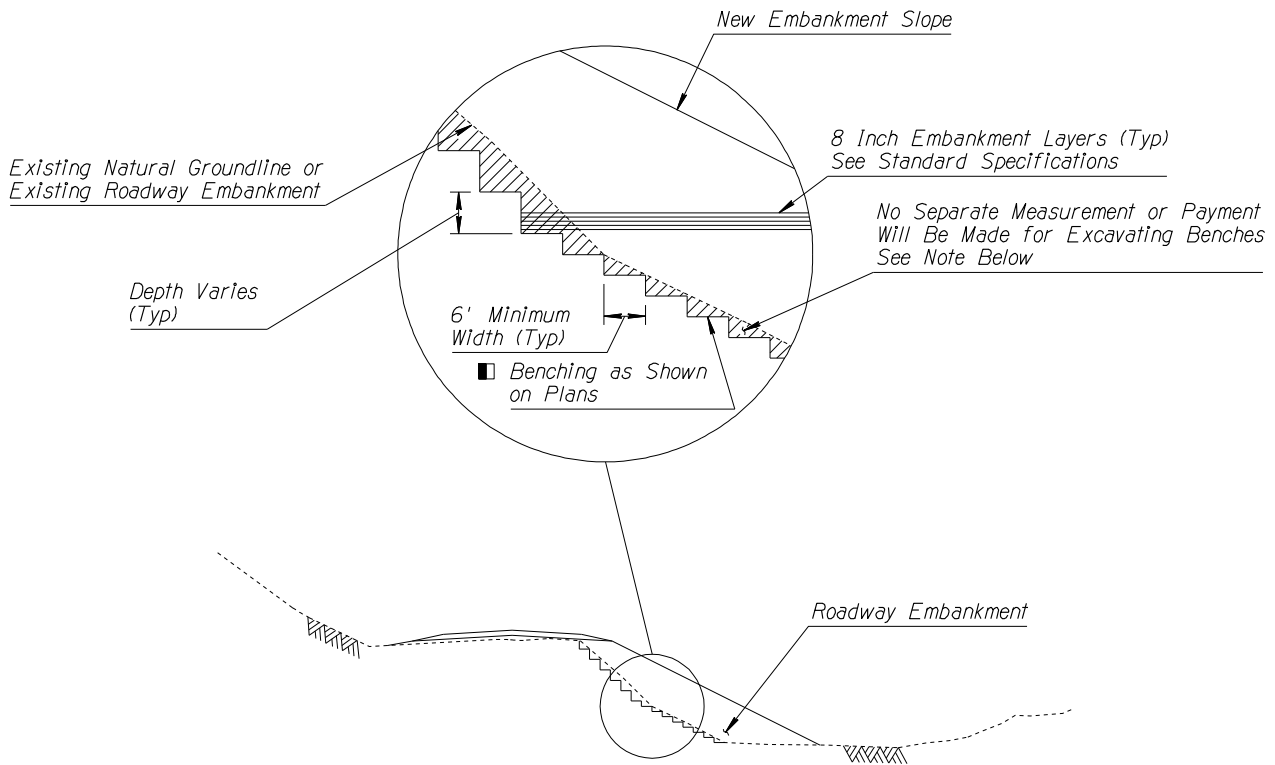 New Embankment Slope
8 Inch Embankment Layers (Typ)
See Standard Specifications
Existing Natural Groundline or
Existing Roadway Embankment
No Separate Measurement or Payment
Will Be Made for Excavating Benches
See Note Below
Depth Varies
(Typ)
6' Minimum
Width (Typ)
Benching as Shown
on Plans
Roadway Embankment